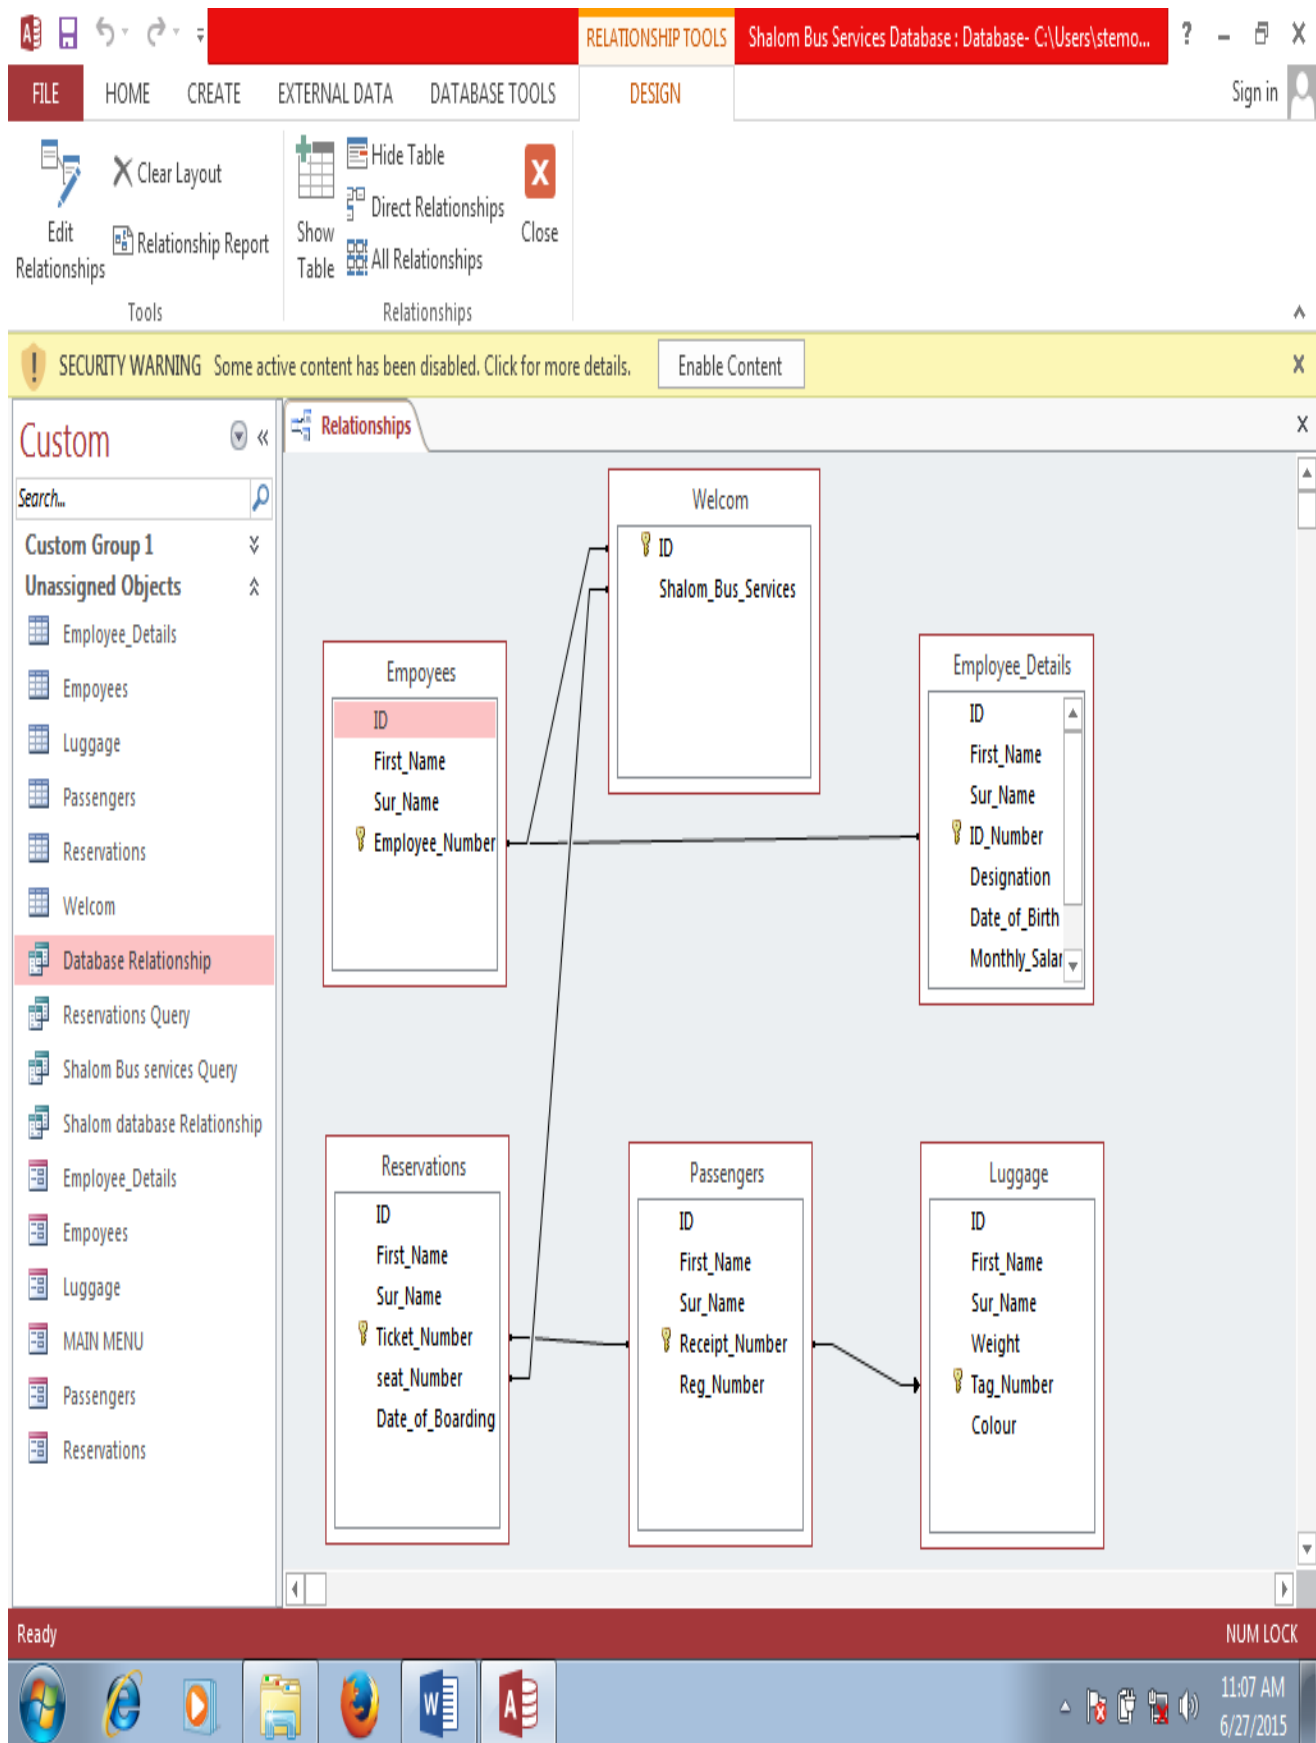 RELATIONSHIP TOOLS
Shalom Bus Services Database : Database- C:\Users\stemo...
?
FILE HOME CREATE EXTERNAL DATA DATABASE TOOLS DESIGN Sign in
Edit Relationships
Clear Layout
Relationship Report
Tools
Show Table
Hide Table
Direct Relationships
All Relationships
Close
Relationships
SECURITY WARNING Some active content has been disabled. Click for more details. Enable Content
Custom
Search...
Custom Group 1
Unassigned Objects
Employee_Details
Empoyees
Luggage
Passengers
Reservations
Welcom
Database Relationship
Reservations Query
Shalom Bus services Query
Shalom database Relationship
Employee_Details
Empoyees
Luggage
MAIN MENU
Passengers
Reservations
Relationships
Welcom
ID
Shalom_Bus_Services
Empoyees
ID
First_Name
Sur_Name
Employee_Number
Employee_Details
ID
First_Name
Sur_Name
ID_Number
Designation
Date_of_Birth
Monthly_Salar
Reservations
ID
First_Name
Sur_Name
Ticket_Number
seat_Number
Date_of_Boarding
Passengers
ID
First_Name
Sur_Name
Receipt_Number
Reg_Number
Luggage
ID
First_Name
Sur_Name
Weight
Tag_Number
Colour
Ready
NUM LOCK
11:07 AM
6/27/2015